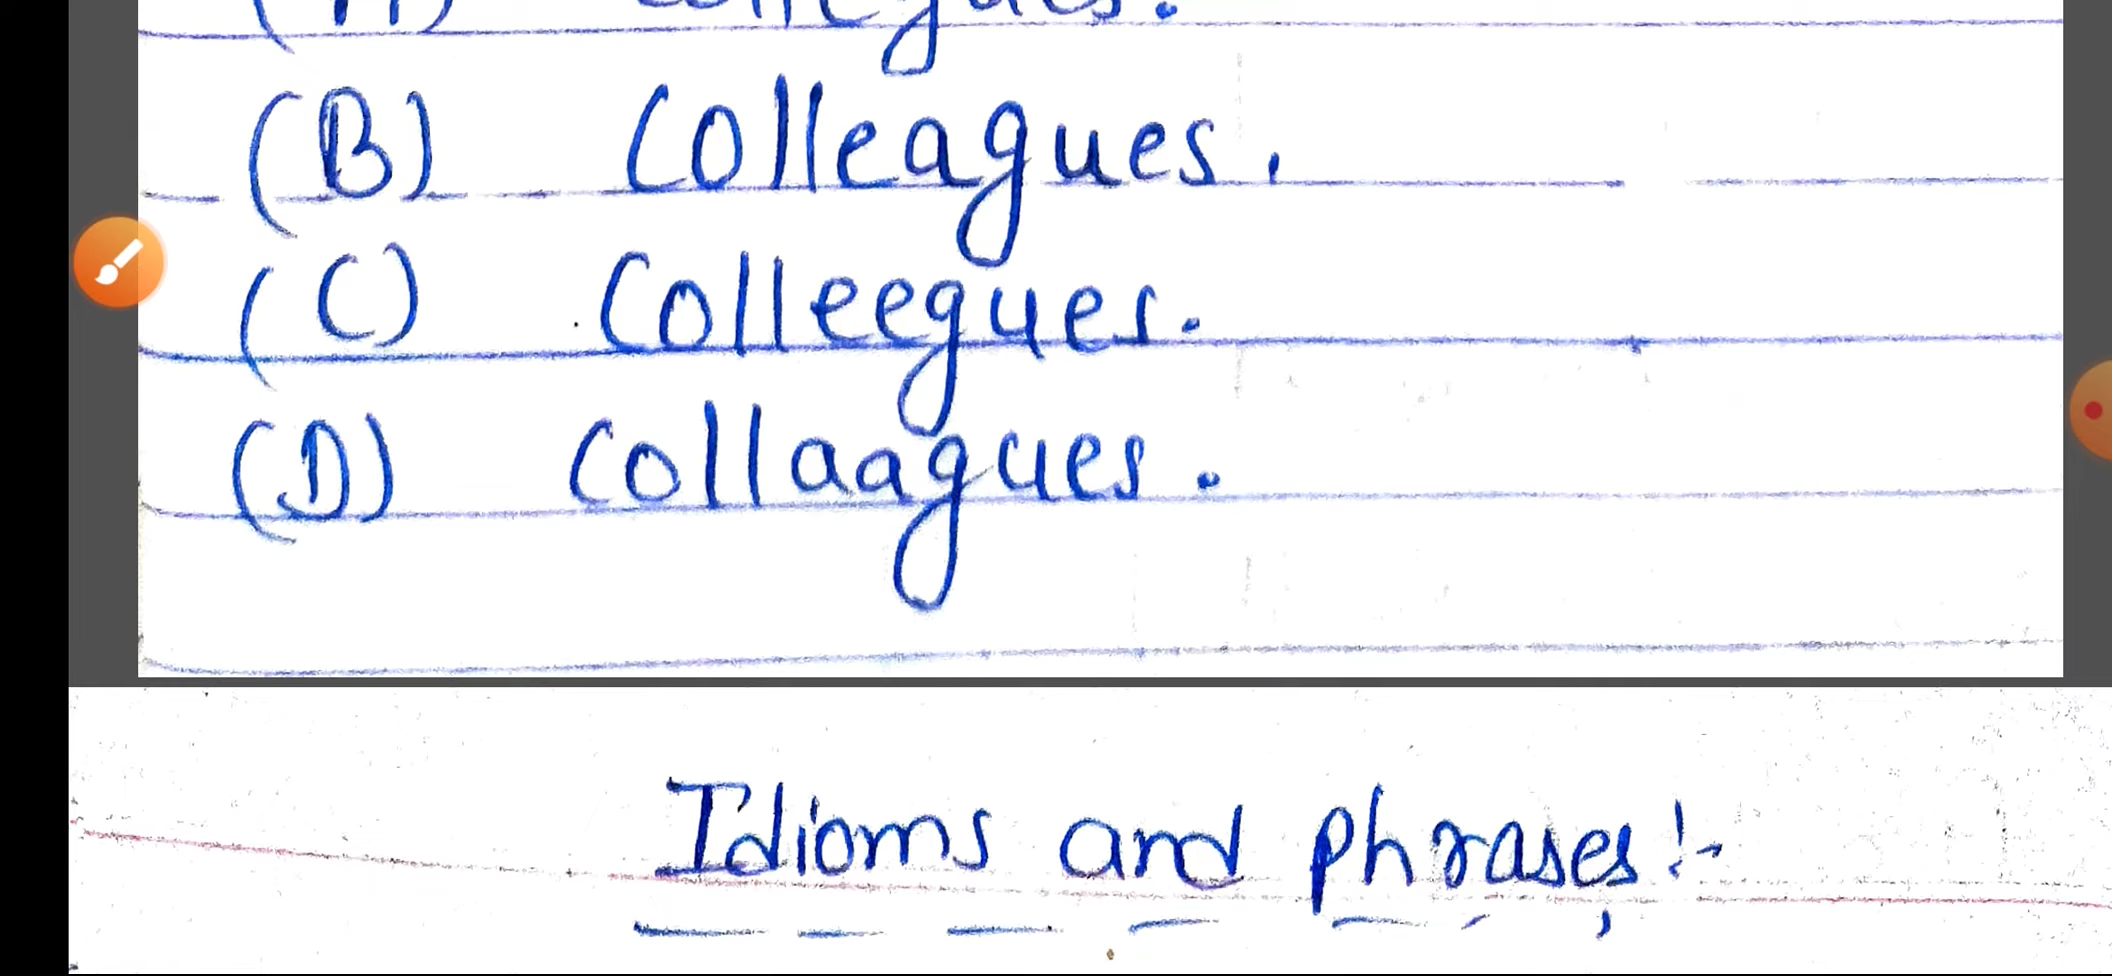 (B) Colleagues.
(C) Colleegues.
(D) Collaagues.
Idioms and phrases :-